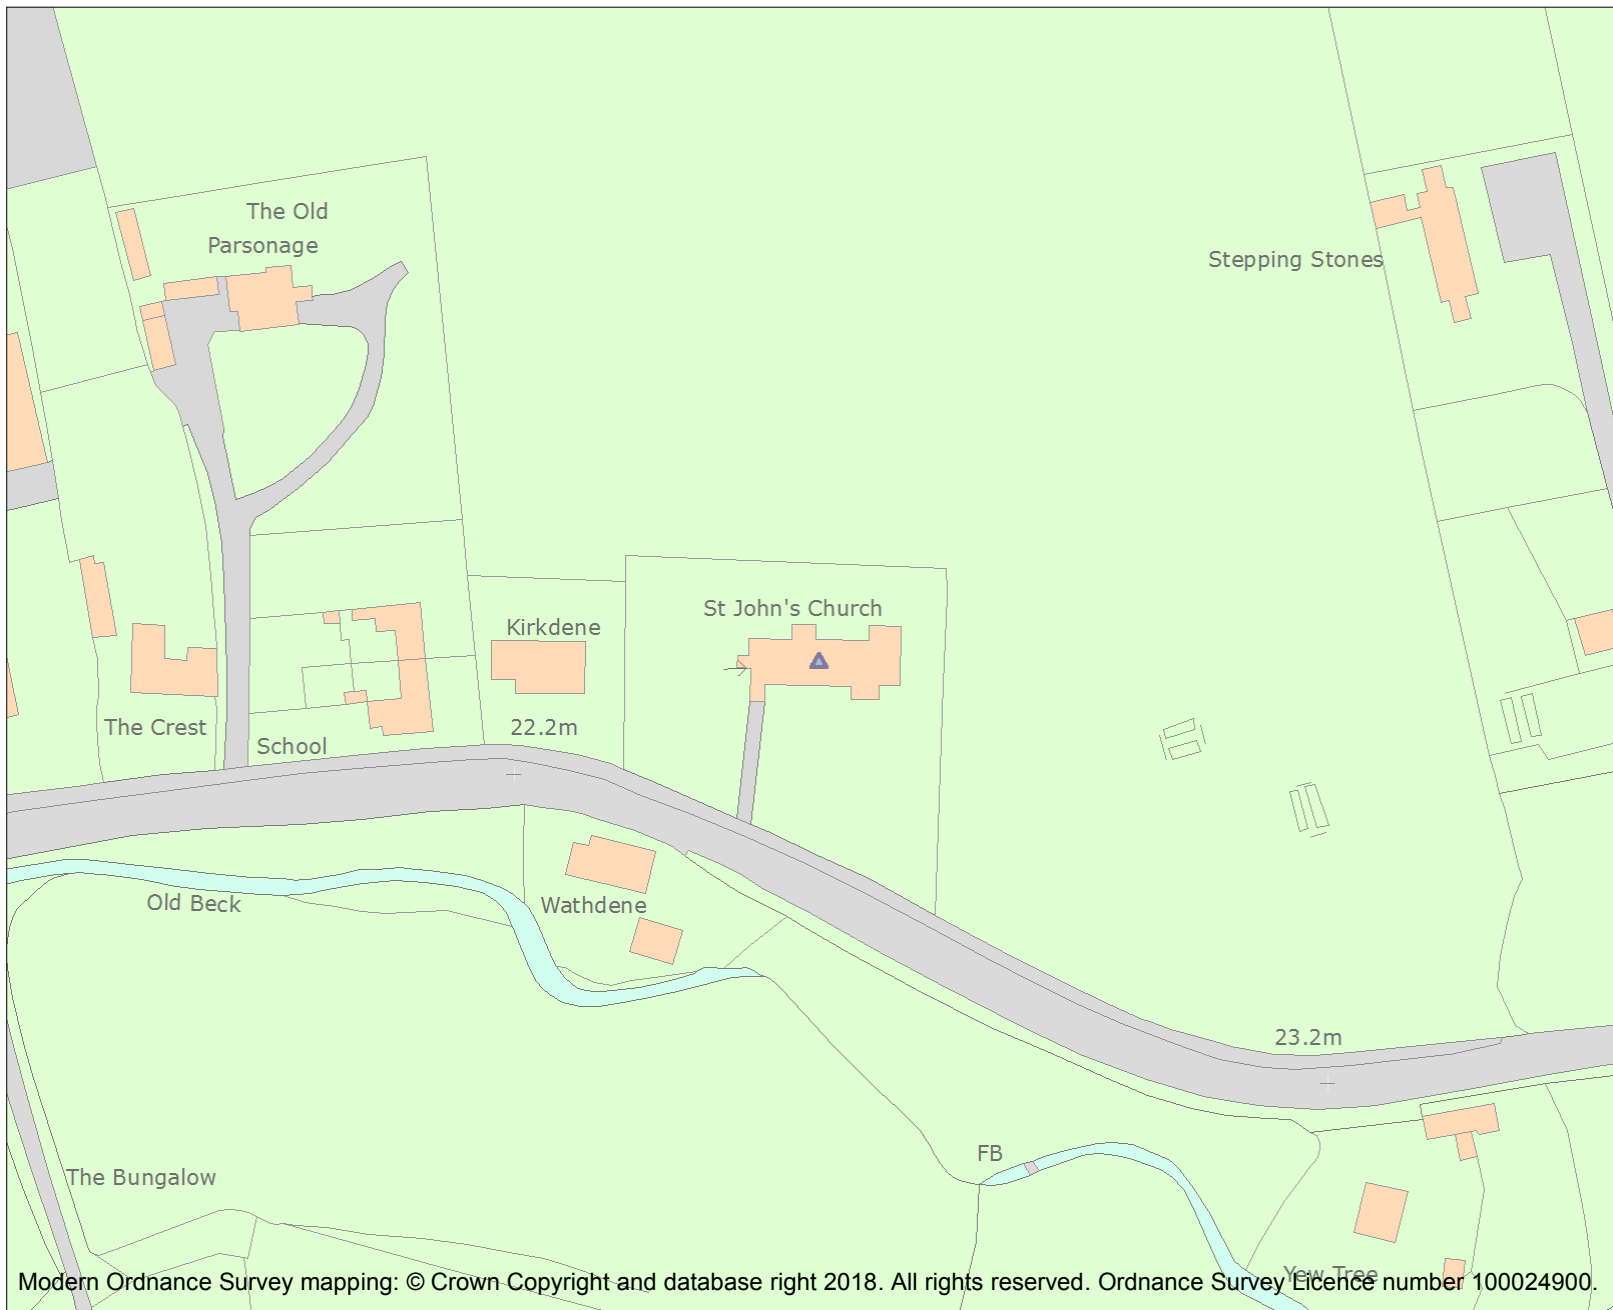 The Old
Parsonage
Stepping Stones
St John's Church
Kirkdene
The Crest
22.2m
School
Old Beck
Wathdene
23.2m
FB
The Bungalow
Yew Tree
Modern Ordnance Survey mapping: © Crown Copyright and database right 2018. All rights reserved. Ordnance Survey Licence number 100024900.